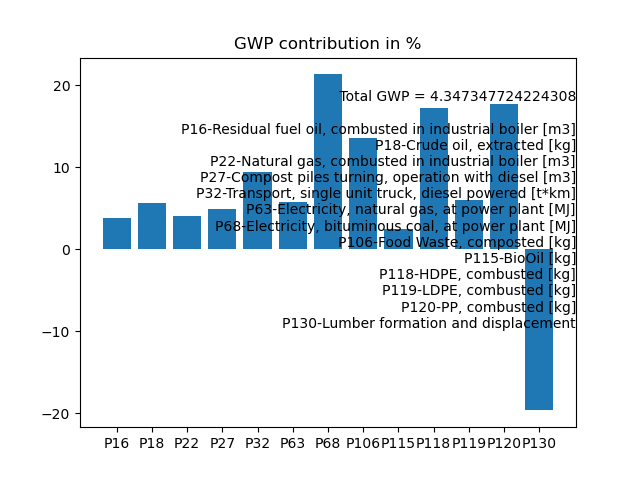 GWP contribution in %
Total GWP = 4.347347724224308
P16-Residual fuel oil, combusted in industrial boiler [m3]
P18-Crude oil, extracted [kg]
P22-Natural gas, combusted in industrial boiler [m3]
P27-Compost piles turning, operation with diesel [m3]
P32-Transport, single unit truck, diesel powered [t*km]
P63-Electricity, natural gas, at power plant [MJ]
P68-Electricity, bituminous coal, at power plant [MJ]
P106-Food Waste, composted [kg]
P115-BioOil [kg]
P118-HDPE, combusted [kg]
P119-LDPE, combusted [kg]
P120-PP, combusted [kg]
P130-Lumber formation and displacement
20
10
0
−10
−20
P16 P18 P22 P27 P32 P63 P68 P106 P115 P118 P119 P120 P130